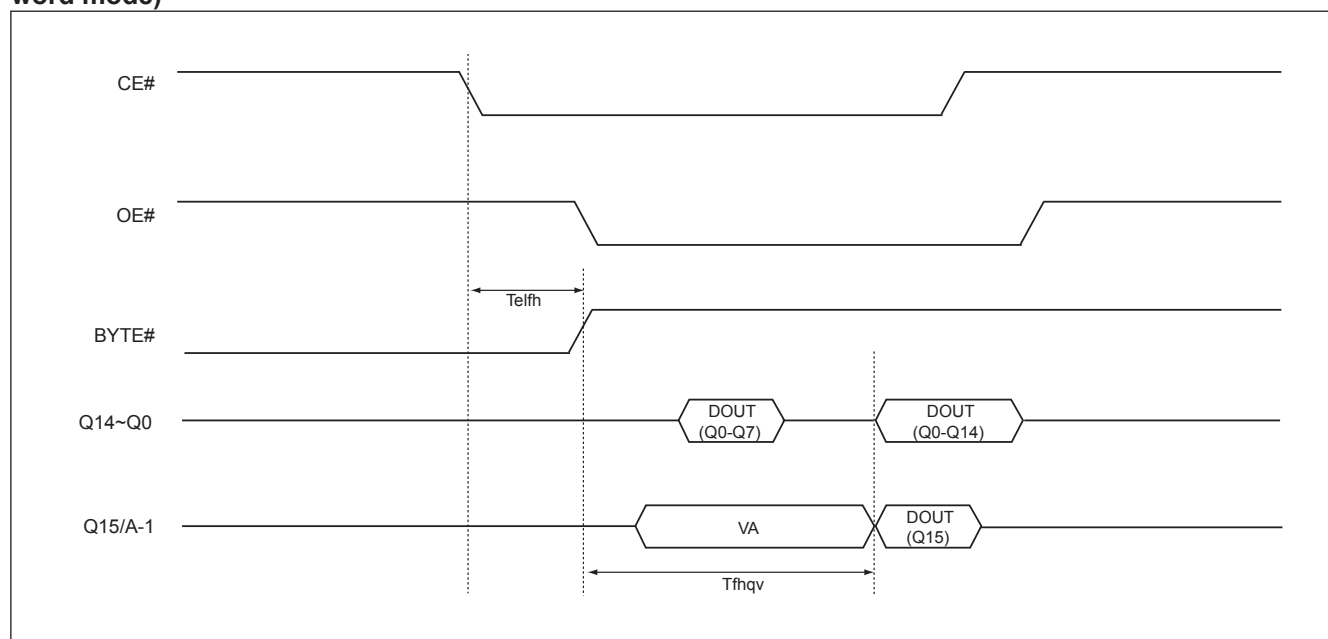 word mode)
CE#
OE#
Telfh
BYTE#
Q14~Q0
DOUT
(Q0-Q7)
DOUT
(Q0-Q14)
Q15/A-1
VA
DOUT
(Q15)
Tfhqv